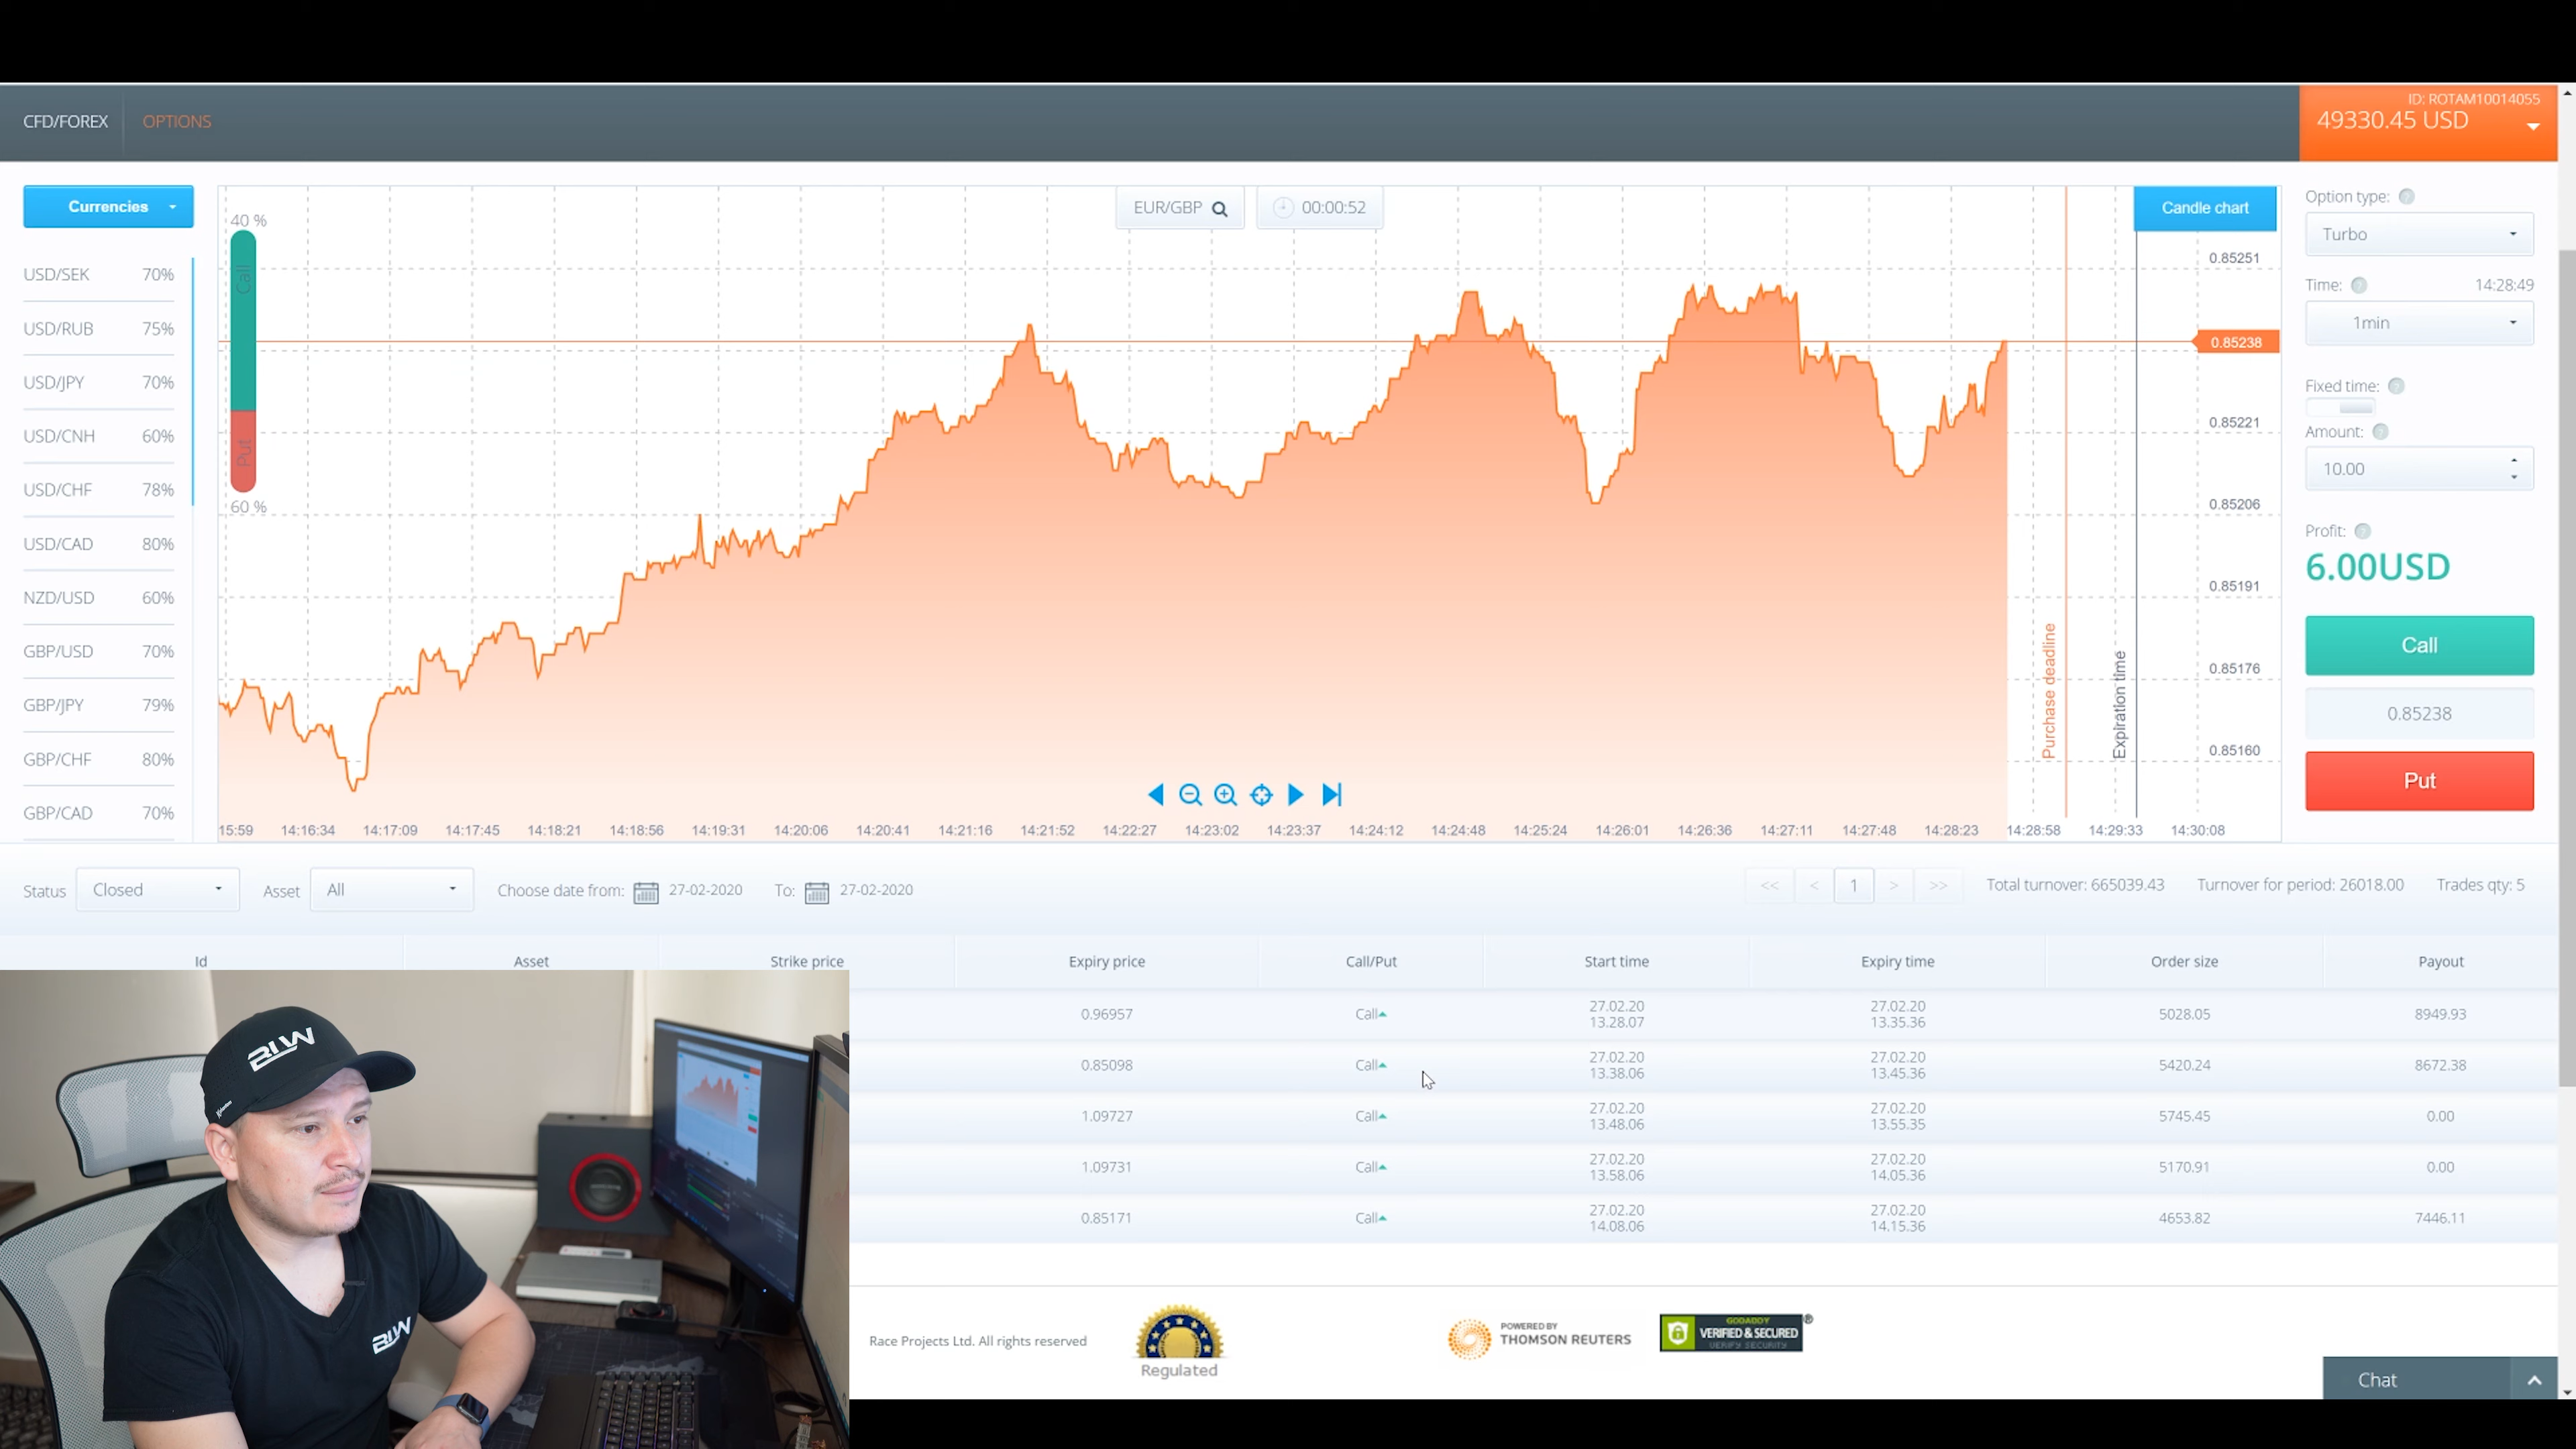 CFD/FOREX OPTIONS
ID: ROTAM10014055
49330.45 USD
Currencies
USD/SEK 70%
USD/RUB 75%
USD/JPY 70%
USD/CNH 60%
USD/CHF 78%
USD/CAD 80%
NZD/USD 60%
GBP/USD 70%
GBP/JPY 79%
GBP/CHF 80%
GBP/CAD 70%
40 %
Call
Put
60 %
EUR/GBP 00:00:52
Candle chart
0.85251
0.85238
0.85221
0.85206
0.85191
0.85176
0.85160
Purchase deadline
Expiration time
15:59 14:16:34 14:17:09 14:17:45 14:18:21 14:18:56 14:19:31 14:20:06 14:20:41 14:21:16 14:21:52 14:22:27 14:23:02 14:23:37 14:24:12 14:24:48 14:25:24 14:26:01 14:26:36 14:27:11 14:27:48 14:28:23 14:28:58 14:29:33 14:30:08
Option type:
Turbo
Time: 14:28:49
1min
Fixed time:
Amount:
10.00
Profit:
6.00USD
Call
0.85238
Put
Status Closed Asset All Choose date from: 27-02-2020 To: 27-02-2020
<< < 1 > >> Total turnover: 665039.43 Turnover for period: 26018.00 Trades qty: 5
Id Asset Strike price Expiry price Call/Put Start time Expiry time Order size Payout
0.96957 Call 27.02.20 13.28.07 27.02.20 13.35.36 5028.05 8949.93
0.85098 Call 27.02.20 13.38.06 27.02.20 13.45.36 5420.24 8672.38
1.09727 Call 27.02.20 13.48.06 27.02.20 13.55.35 5745.45 0.00
1.09731 Call 27.02.20 13.58.06 27.02.20 14.05.36 5170.91 0.00
0.85171 Call 27.02.20 14.08.06 27.02.20 14.15.36 4653.82 7446.11
Race Projects Ltd. All rights reserved
Regulated
POWERED BY
THOMSON REUTERS
GODADDY
VERIFIED & SECURED
VERIFY SECURITY
®
Chat